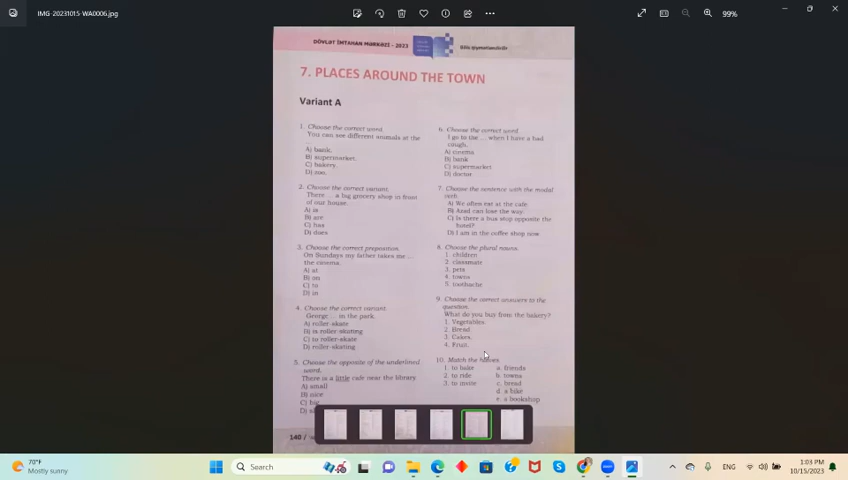 IMG-20231015-WA0006.jpg
99%
DÖVLƏT İMTAHAN MƏRKƏZİ - 2023
Bilik qiymətləndirilir
7. PLACES AROUND THE TOWN
Variant A
1. Choose the correct word.
You can see different animals at the
...
A) bank.
B) supermarket.
C) bakery.
D) zoo.
2. Choose the correct variant.
There ... a big grocery shop in front
of our house.
A) is
B) are
C) has
D) does
3. Choose the correct preposition.
On Sundays my father takes me ...
the cinema.
A) at
B) on
C) to
D) in
4. Choose the correct variant.
George ... in the park.
A) roller-skate
B) is roller-skating
C) to roller-skate
D) roller-skating
5. Choose the opposite of the underlined
word.
There is a little cafe near the library.
A) small
B) nice
C) big
140 /
6. Choose the correct word.
I go to the ... when I have a bad
cough.
A) cinema
B) bank
C) supermarket
D) doctor
7. Choose the sentence with the modal
verb.
A) We often eat at the cafe
B) Azad can lose the way.
C) Is there a bus stop opposite the
hotel?
D) I am in the coffee shop now.
8. Choose the plural nouns.
1. children
2. classmate
3. pets
4. towns
5. toothache
9. Choose the correct answers to the
question.
What do you buy from the bakery?
1. Vegetables.
2. Bread.
3. Cakes.
4. Fruit.
10. Match the halves.
1. to bake a. friends
2. to ride b. towns
3. to invite c. bread
d. a bike
e. a bookshop
70°F
Mostly sunny
Search
ENG
1:03 PM
10/15/2023